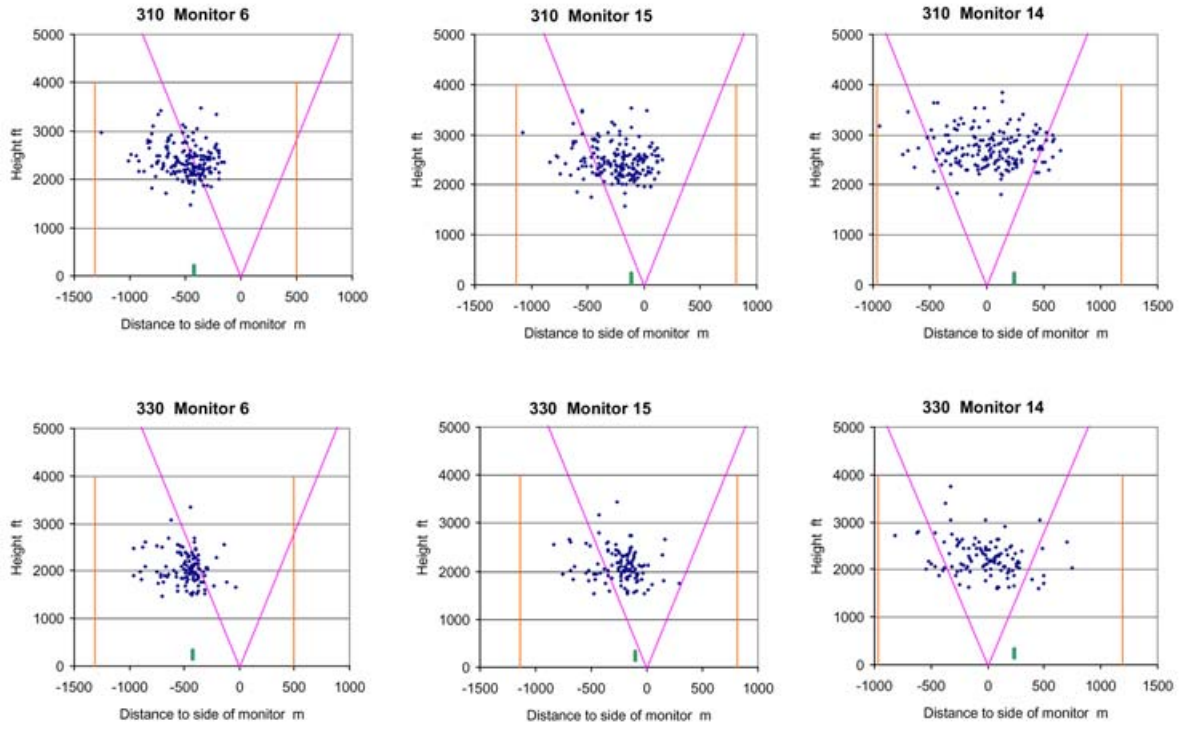 310 Monitor 6
5000
4000
3000
2000
1000
0
-1500 -1000 -500 0 500 1000
Height ft
Distance to side of monitor m
310 Monitor 15
5000
4000
3000
2000
1000
0
-1500 -1000 -500 0 500 1000
Height ft
Distance to side of monitor m
310 Monitor 14
5000
4000
3000
2000
1000
0
-1000 -500 0 500 1000 1500
Height ft
Distance to side of monitor m
330 Monitor 6
5000
4000
3000
2000
1000
0
-1500 -1000 -500 0 500 1000
Height ft
Distance to side of monitor m
330 Monitor 15
5000
4000
3000
2000
1000
0
-1500 -1000 -500 0 500 1000
Height ft
Distance to side of monitor m
330 Monitor 14
5000
4000
3000
2000
1000
0
-1000 -500 0 500 1000 1500
Height ft
Distance to side of monitor m